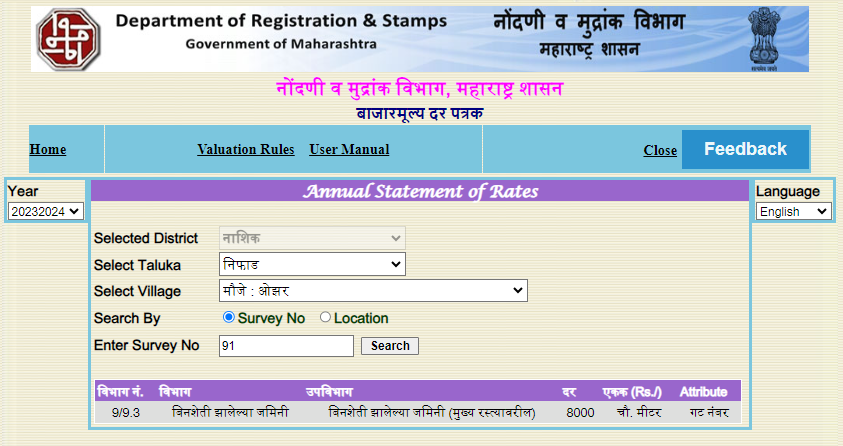 Department of Registration & Stamps
Government of Maharashtra
नोंदणी व मुद्रांक विभाग
महाराष्ट्र शासन
नोंदणी व मुद्रांक विभाग, महाराष्ट्र शासन
बाजारमूल्य दर पत्रक
Home Valuation Rules User Manual Close Feedback
Year Annual Statement of Rates Language
20232024 English
Selected District नाशिक
Select Taluka निफाड
Select Village मौजे : ओझर
Search By Survey No Location
Enter Survey No 91 Search
विभाग नं. विभाग उपविभाग दर एकक (Rs./) Attribute
9/9.3 बिनशेती झालेल्या जमिनी बिनशेती झालेल्या जमिनी (मुख्य रस्त्यावरील) 8000 चौ. मीटर गट नंबर